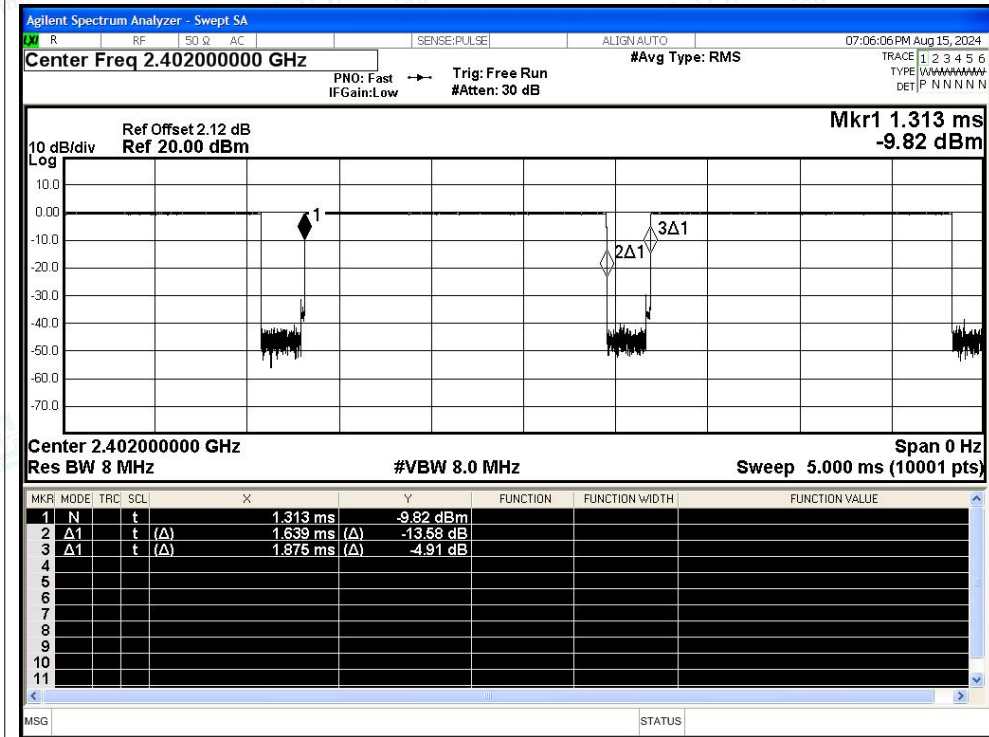 Agilent Spectrum Analyzer - Swept SA
LXI R RF 50 Ω AC SENSE:PULSE ALIGN AUTO 07:06:06 PM Aug 15, 2024
Center Freq 2.402000000 GHz
#Avg Type: RMS
TRACE 1 2 3 4 5 6
PNO: Fast Trig: Free Run
TYPE WWWWWW
IFGain:Low #Atten: 30 dB
DET P N N N N N
Mkr1 1.313 ms
-9.82 dBm
Ref Offset 2.12 dB
10 dB/div Ref 20.00 dBm
Log
10.0
0.00
-10.0
-20.0
-30.0
-40.0
-50.0
-60.0
-70.0
1
2Δ1
3Δ1
Center 2.402000000 GHz Span 0 Hz
Res BW 8 MHz #VBW 8.0 MHz Sweep 5.000 ms (10001 pts)
MKR MODE TRC SCL X Y FUNCTION FUNCTION WIDTH FUNCTION VALUE
1 N t 1.313 ms -9.82 dBm
2 Δ1 t (Δ) 1.639 ms (Δ) -13.58 dB
3 Δ1 t (Δ) 1.875 ms (Δ) -4.91 dB
4
5
6
7
8
9
10
11
MSG STATUS